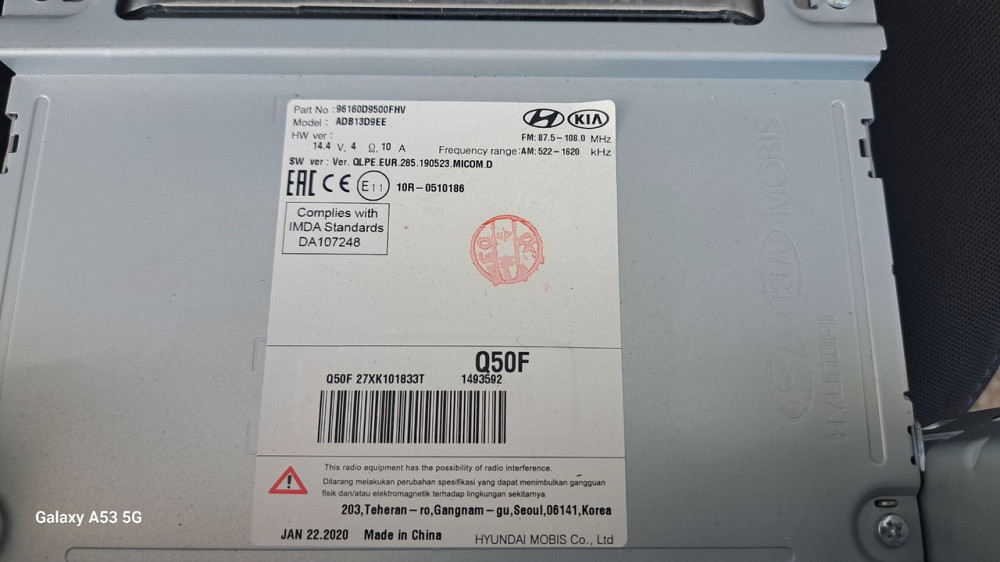 Part No : 96160D9500FHV
Model : ADB13D9EE
HW ver :
14.4 V, 4 Ω, 10 A
SW ver : Ver. QLPE.EUR.285.190523.MICOM.D
KIA
FM: 87.5-108.0 MHz
Frequency range: AM: 522-1620 kHz
EAC CE E11 10R-0510186
Complies with
IMDA Standards
DA107248
Q50F
Q50F 27XK101833T 1493592
This radio equipment has the possibility of radio interference.
Dilarang melakukan perubahan spesifikasi yang dapat menimbulkan gangguan
fisik dan/atau elektromagnetik terhadap lingkungan sekitarnya
203,Teheran-ro,Gangnam-gu,Seoul,06141,Korea
JAN 22.2020 Made in China HYUNDAI MOBIS Co., Ltd
MOBIS
KIA
HYUNDAI
Galaxy A53 5G